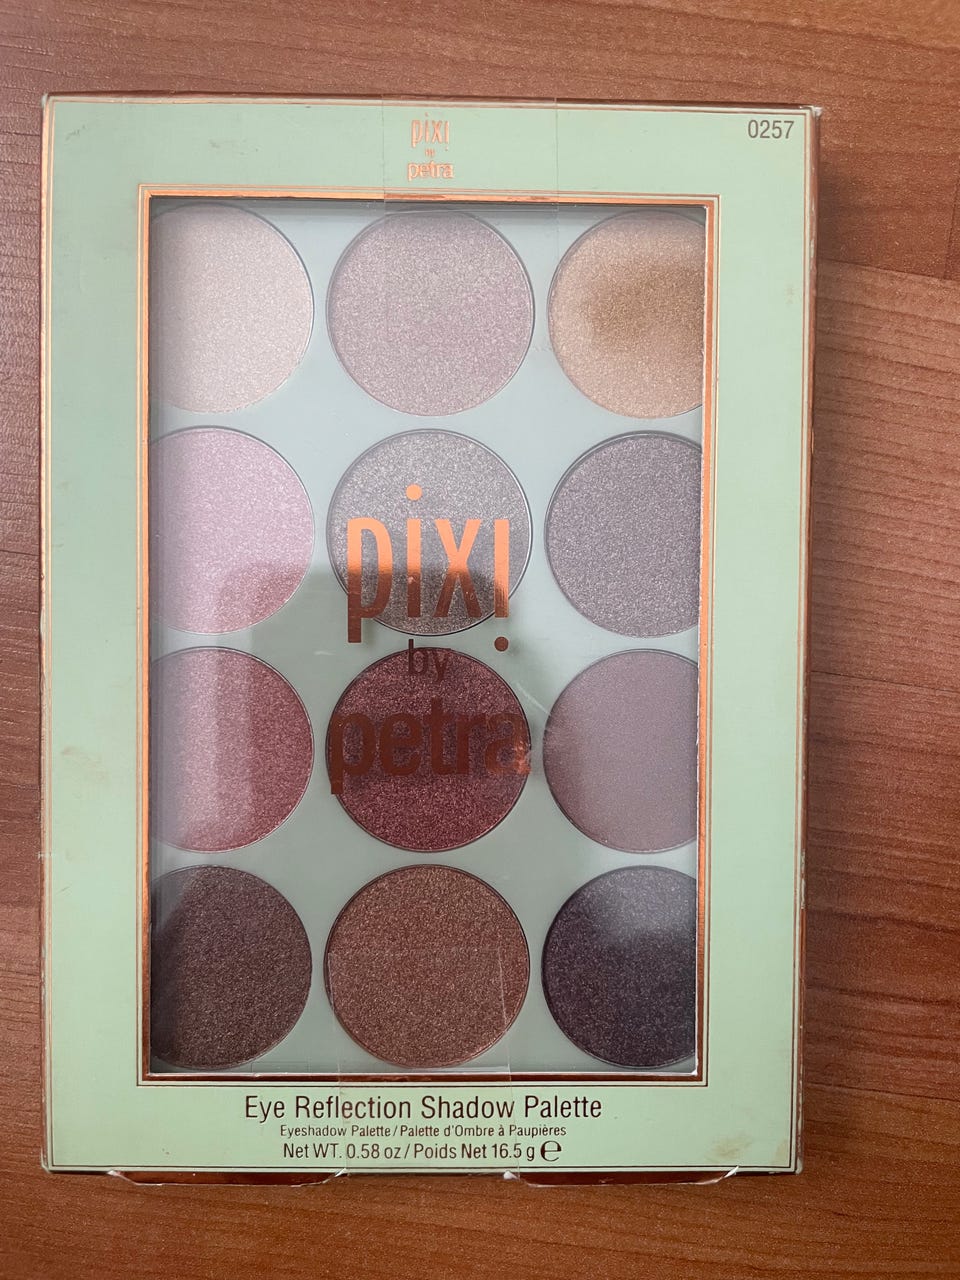 pixi
by
petra
0257
pixi
by
petra
Eye Reflection Shadow Palette
Eyeshadow Palette/Palette d'Ombre à Paupières
Net WT. 0.58 oz/Poids Net 16.5 g ℮